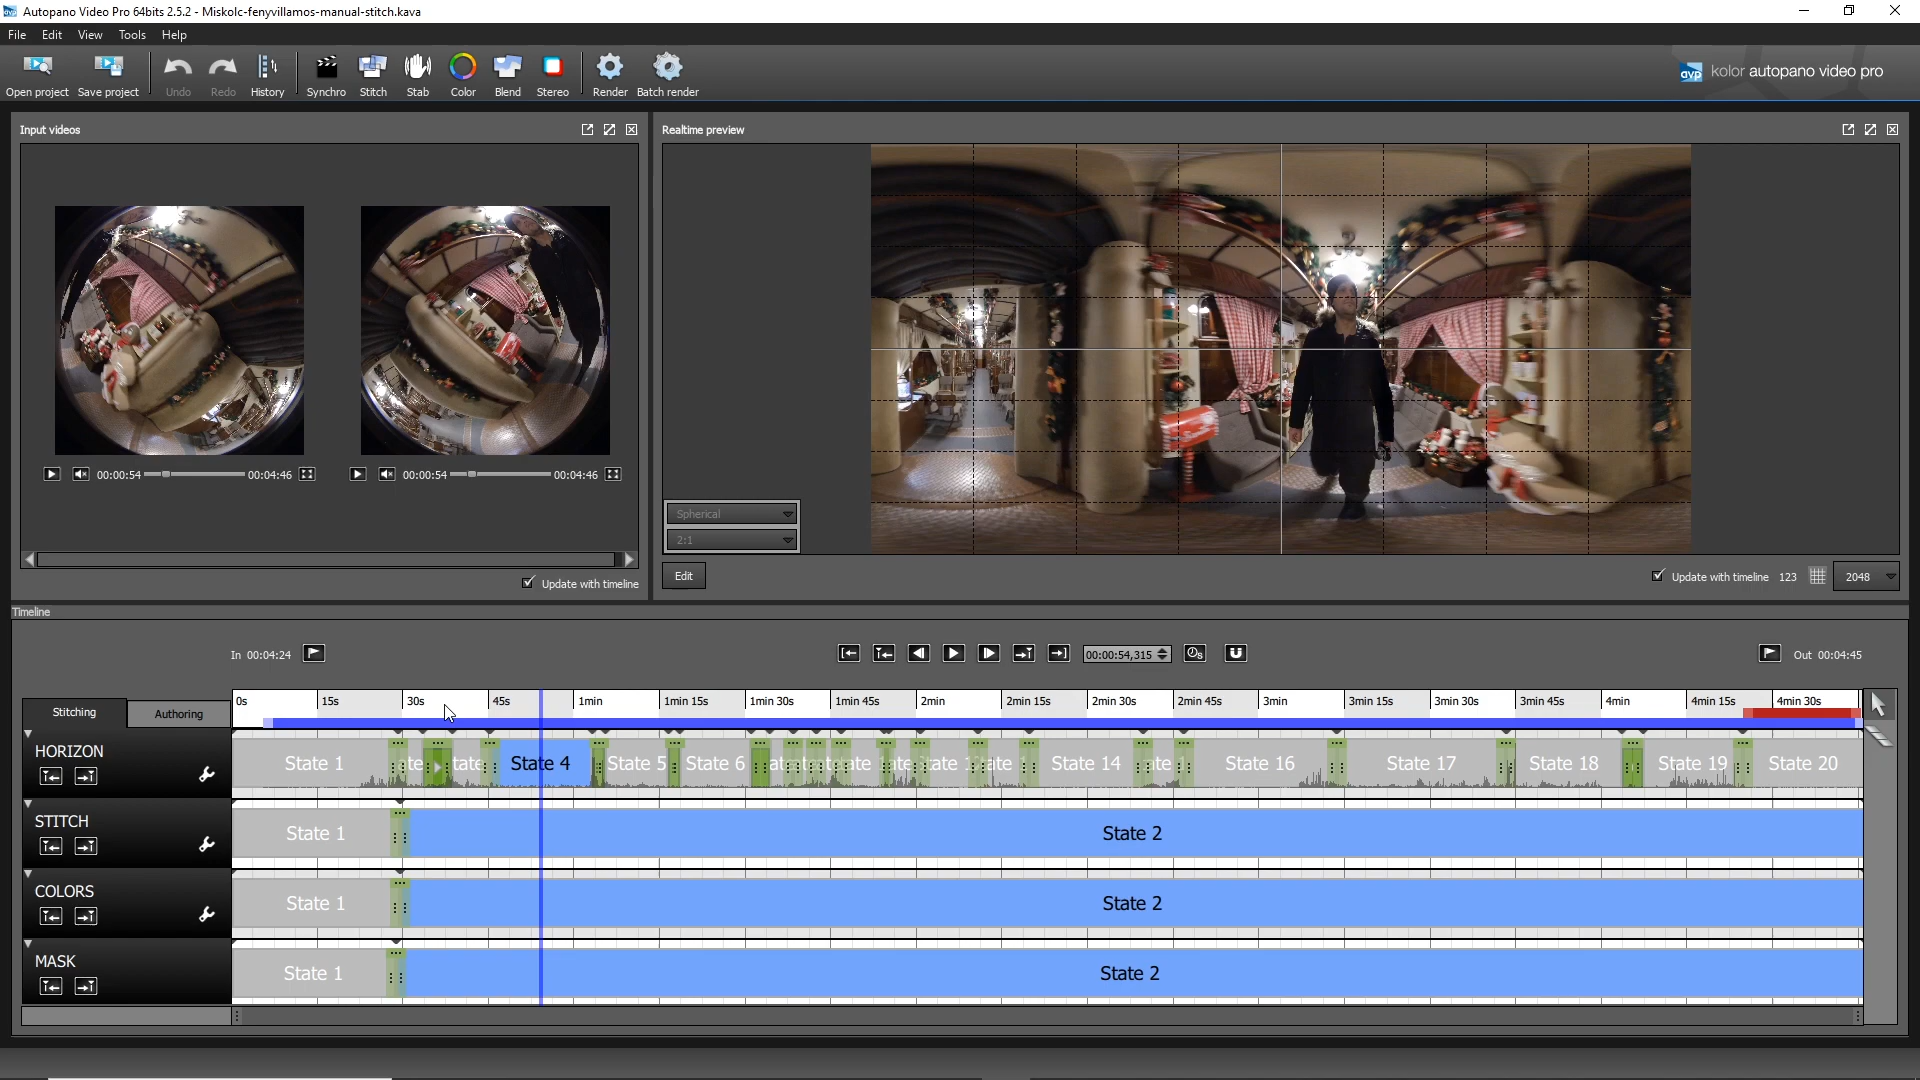 Autopano Video Pro 64bits 2.5.2 - Miskolc-fenyvillamos-manual-stitch.kava
File Edit View Tools Help
Open project Save project Undo Redo History Synchro Stitch Stab Color Blend Stereo Render Batch render
avp kolor autopano video pro
Input videos
Realtime preview
00:00:54 00:04:46 00:00:54 00:04:46
Spherical
2:1
Update with timeline
Edit
Update with timeline 123 2048
Timeline
In 00:04:24
00:00:54,315
Out 00:04:45
Stitching Authoring
0s 15s 30s 45s 1min 1min 15s 1min 30s 1min 45s 2min 2min 15s 2min 30s 2min 45s 3min 3min 15s 3min 30s 3min 45s 4min 4min 15s 4min 30s
HORIZON
State 1 State 4 State 5 State 6 State 14 State 16 State 17 State 18 State 19 State 20
STITCH
State 1 State 2
COLORS
State 1 State 2
MASK
State 1 State 2